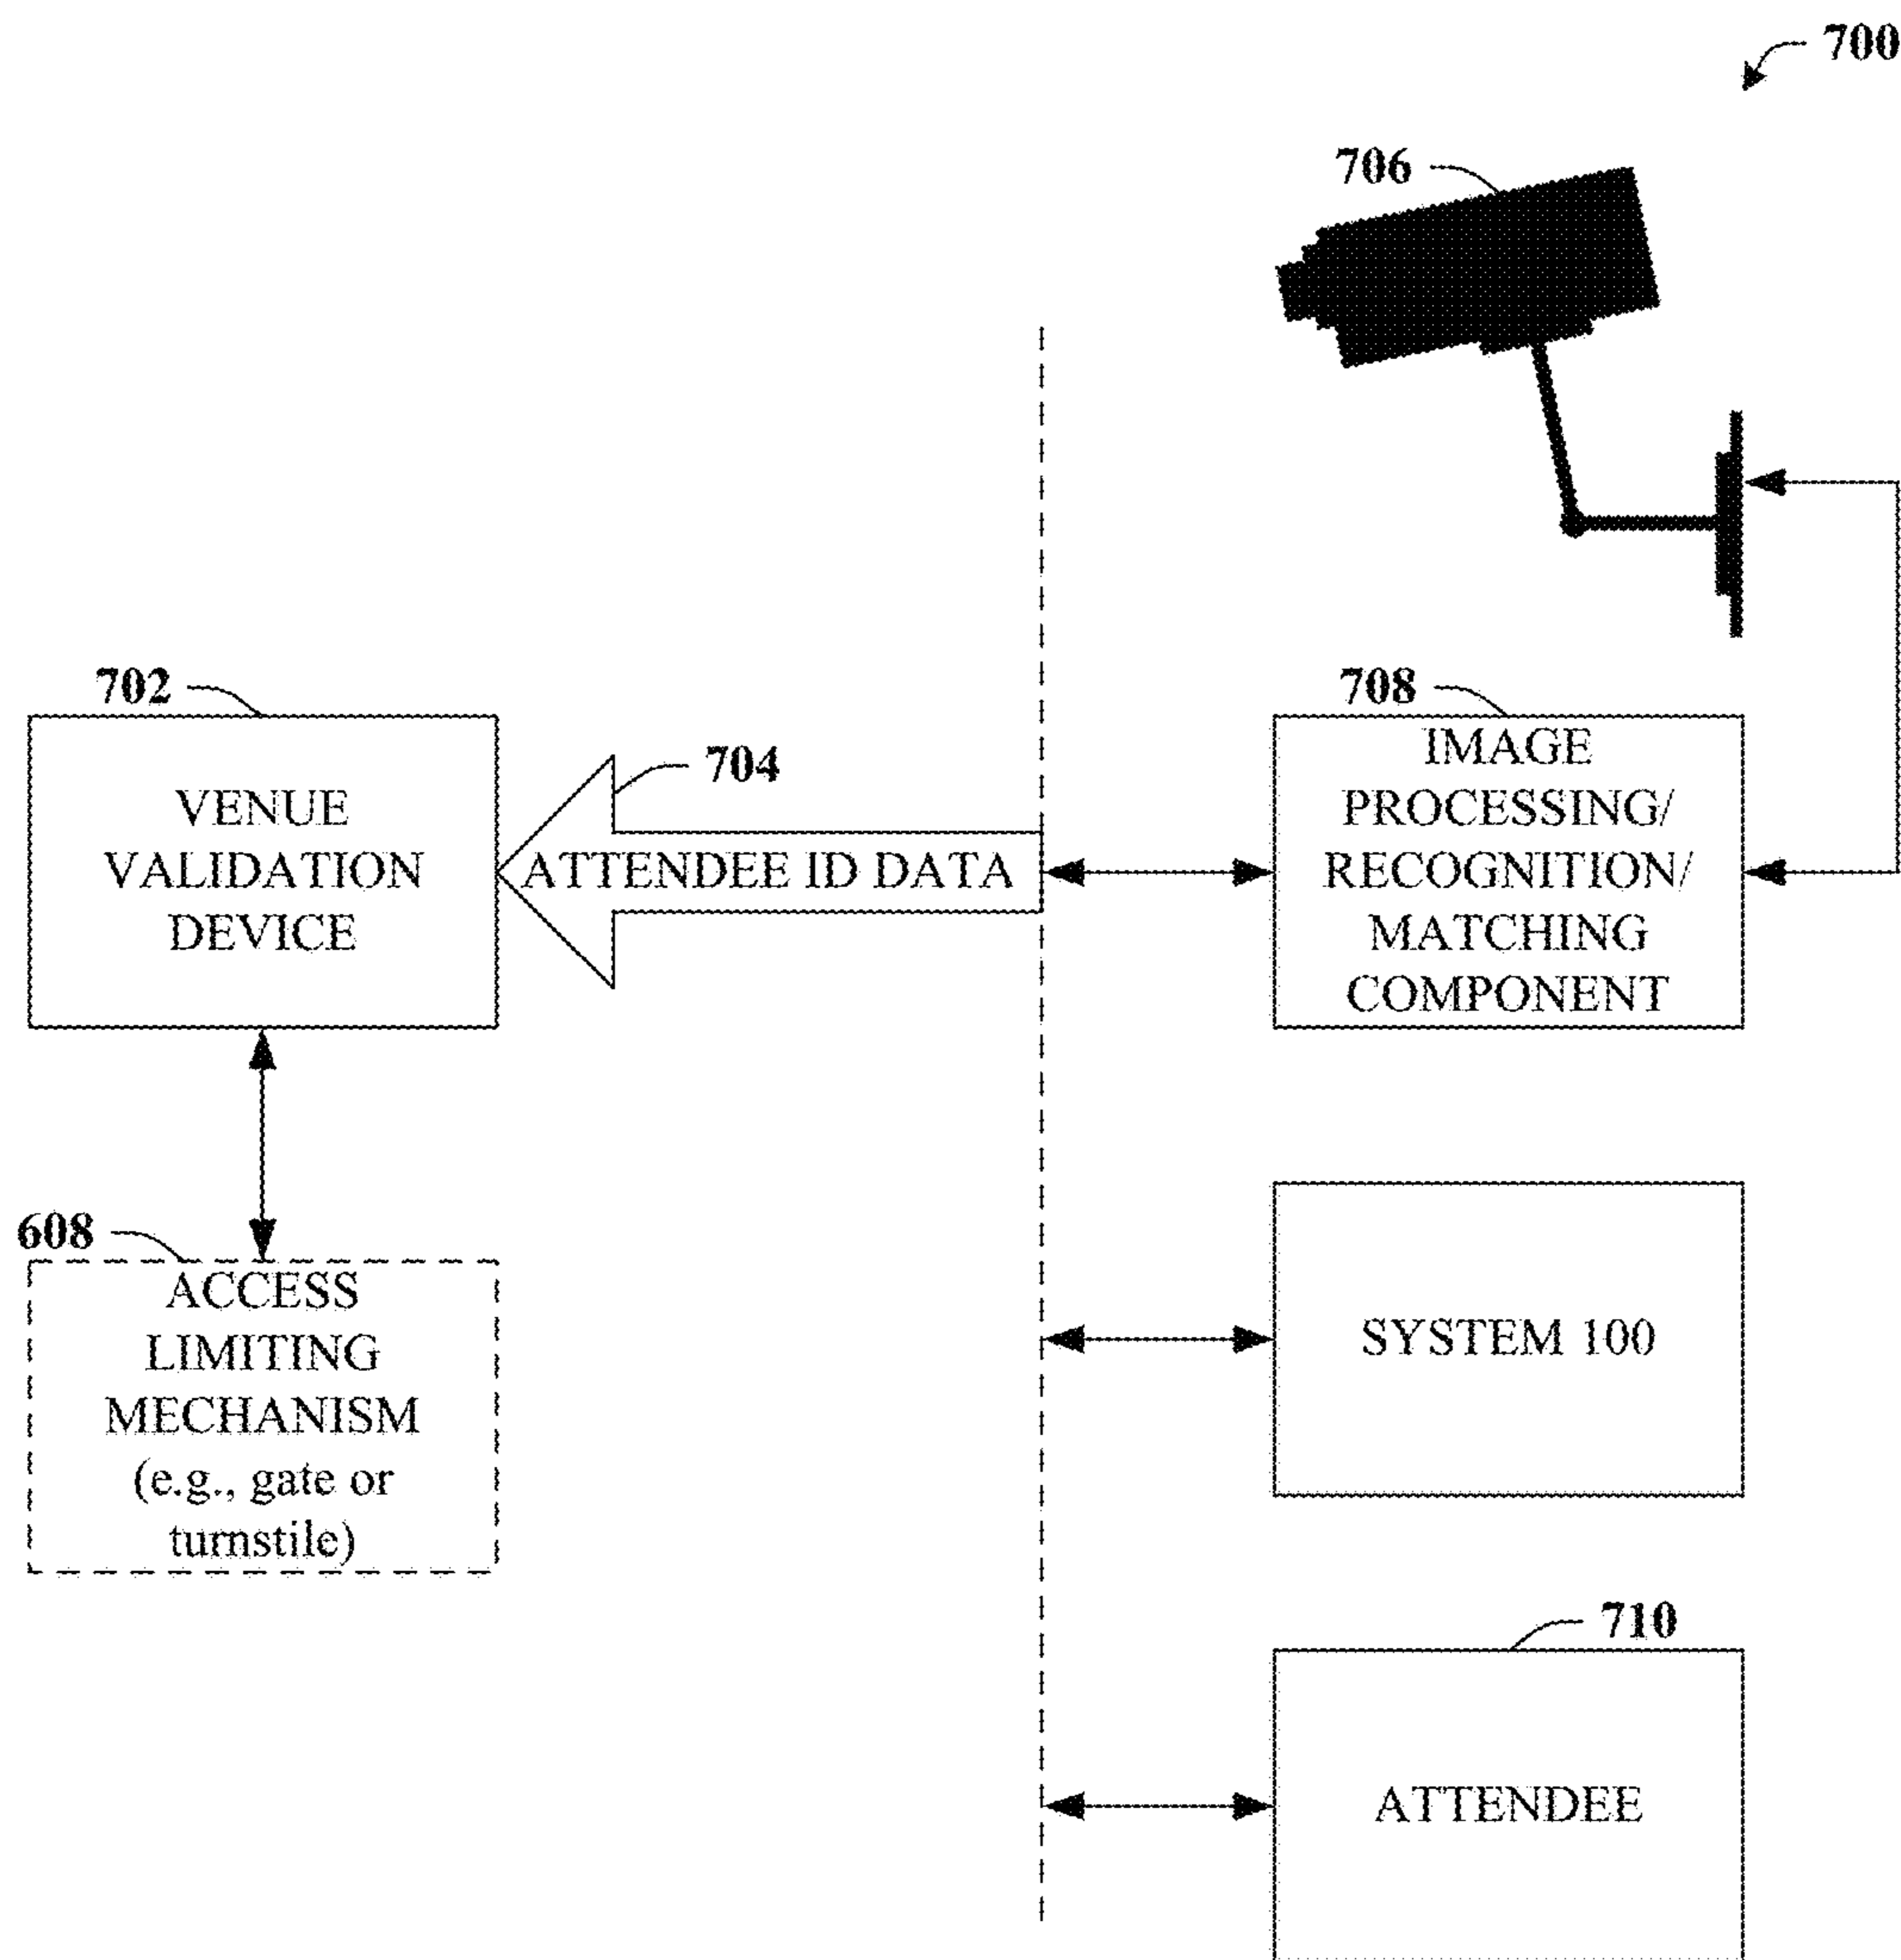 700
706
702
708
704
VENUE
VALIDATION
DEVICE
ATTENDEE ID DATA
IMAGE
PROCESSING/
RECOGNITION/
MATCHING
COMPONENT
608
ACCESS
LIMITING
MECHANISM
(e.g., gate or
turnstile)
SYSTEM 100
710
ATTENDEE